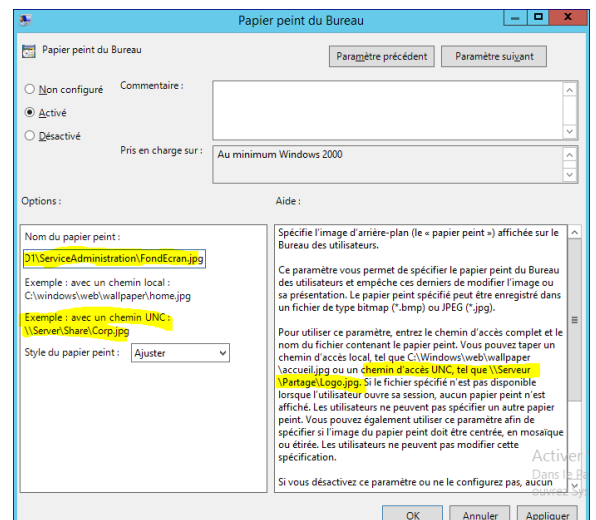 Papier peint du Bureau
Papier peint du Bureau
Paramètre précédent
Paramètre suivant
Non configuré
Commentaire :
Activé
Désactivé
Pris en charge sur :
Au minimum Windows 2000
Options :
Aide :
Nom du papier peint :
D1\ServiceAdministration\FondEcran.jpg
Exemple : avec un chemin local :
C:\windows\web\wallpaper\home.jpg
Exemple : avec un chemin UNC :
\\Server\Share\Corp.jpg
Style du papier peint :
Ajuster
Spécifie l'image d'arrière-plan (le « papier peint ») affichée sur le
Bureau des utilisateurs.
Ce paramètre vous permet de spécifier le papier peint du Bureau
des utilisateurs et empêche ces derniers de modifier l'image ou
sa présentation. Le papier peint spécifié peut être enregistré dans
un fichier de type bitmap (*.bmp) ou JPEG (*.jpg).
Pour utiliser ce paramètre, entrez le chemin d'accès complet et le
nom du fichier contenant le papier peint. Vous pouvez taper un
chemin d'accès local, tel que C:\Windows\web\wallpaper
\accueil.jpg ou un chemin d'accès UNC, tel que \\Serveur
\Partage\Logo.jpg. Si le fichier spécifié n'est pas disponible
lorsque l'utilisateur ouvre sa session, aucun papier peint n'est
affiché. Les utilisateurs ne peuvent pas spécifier un autre papier
peint. Vous pouvez également utiliser ce paramètre afin de
spécifier si l'image du papier peint doit être centrée, en mosaïque
ou étirée. Les utilisateurs ne peuvent pas modifier cette
spécification.
Si vous désactivez ce paramètre ou ne le configurez pas, aucun
Activer
Dans le Pa
ouvrez Sys
OK
Annuler
Appliquer